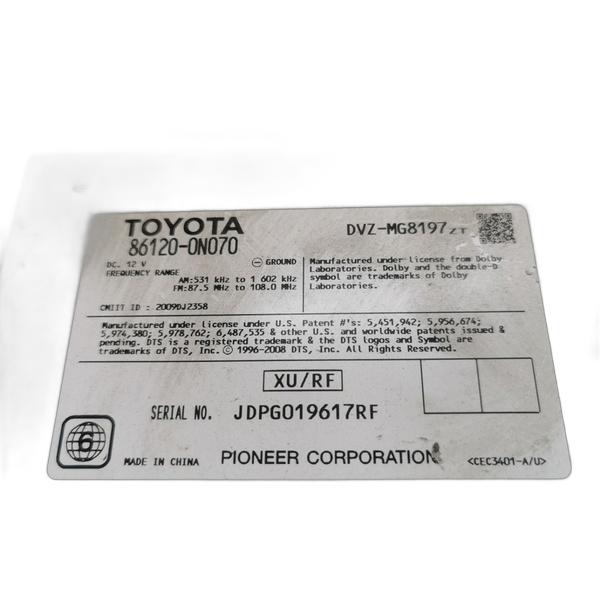 TOYOTA
86120-0N070
DVZ-MG8197ZT
DC. 12 V
⊖ GROUND
FREQUENCY RANGE
AM:531 kHz to 1 602 kHz
FM:87.5 MHz to 108.0 MHz
CMIIT ID : 2009DJ2358
Manufactured under license from Dolby
Laboratories. Dolby and the double-D
symbol are trademarks of Dolby
Laboratories.
Manufactured under license under U.S. Patent #'s: 5,451,942; 5,956,674;
5,974,380; 5,978,762; 6,487,535 & other U.S. and worldwide patents issued &
pending. DTS is a registered trademark & the DTS logos and Symbol are
trademarks of DTS, Inc. © 1996-2008 DTS, Inc. All Rights Reserved.
XU/RF
SERIAL NO. JDPG019617RF
6
MADE IN CHINA
PIONEER CORPORATION
<CEC3401-A/U>